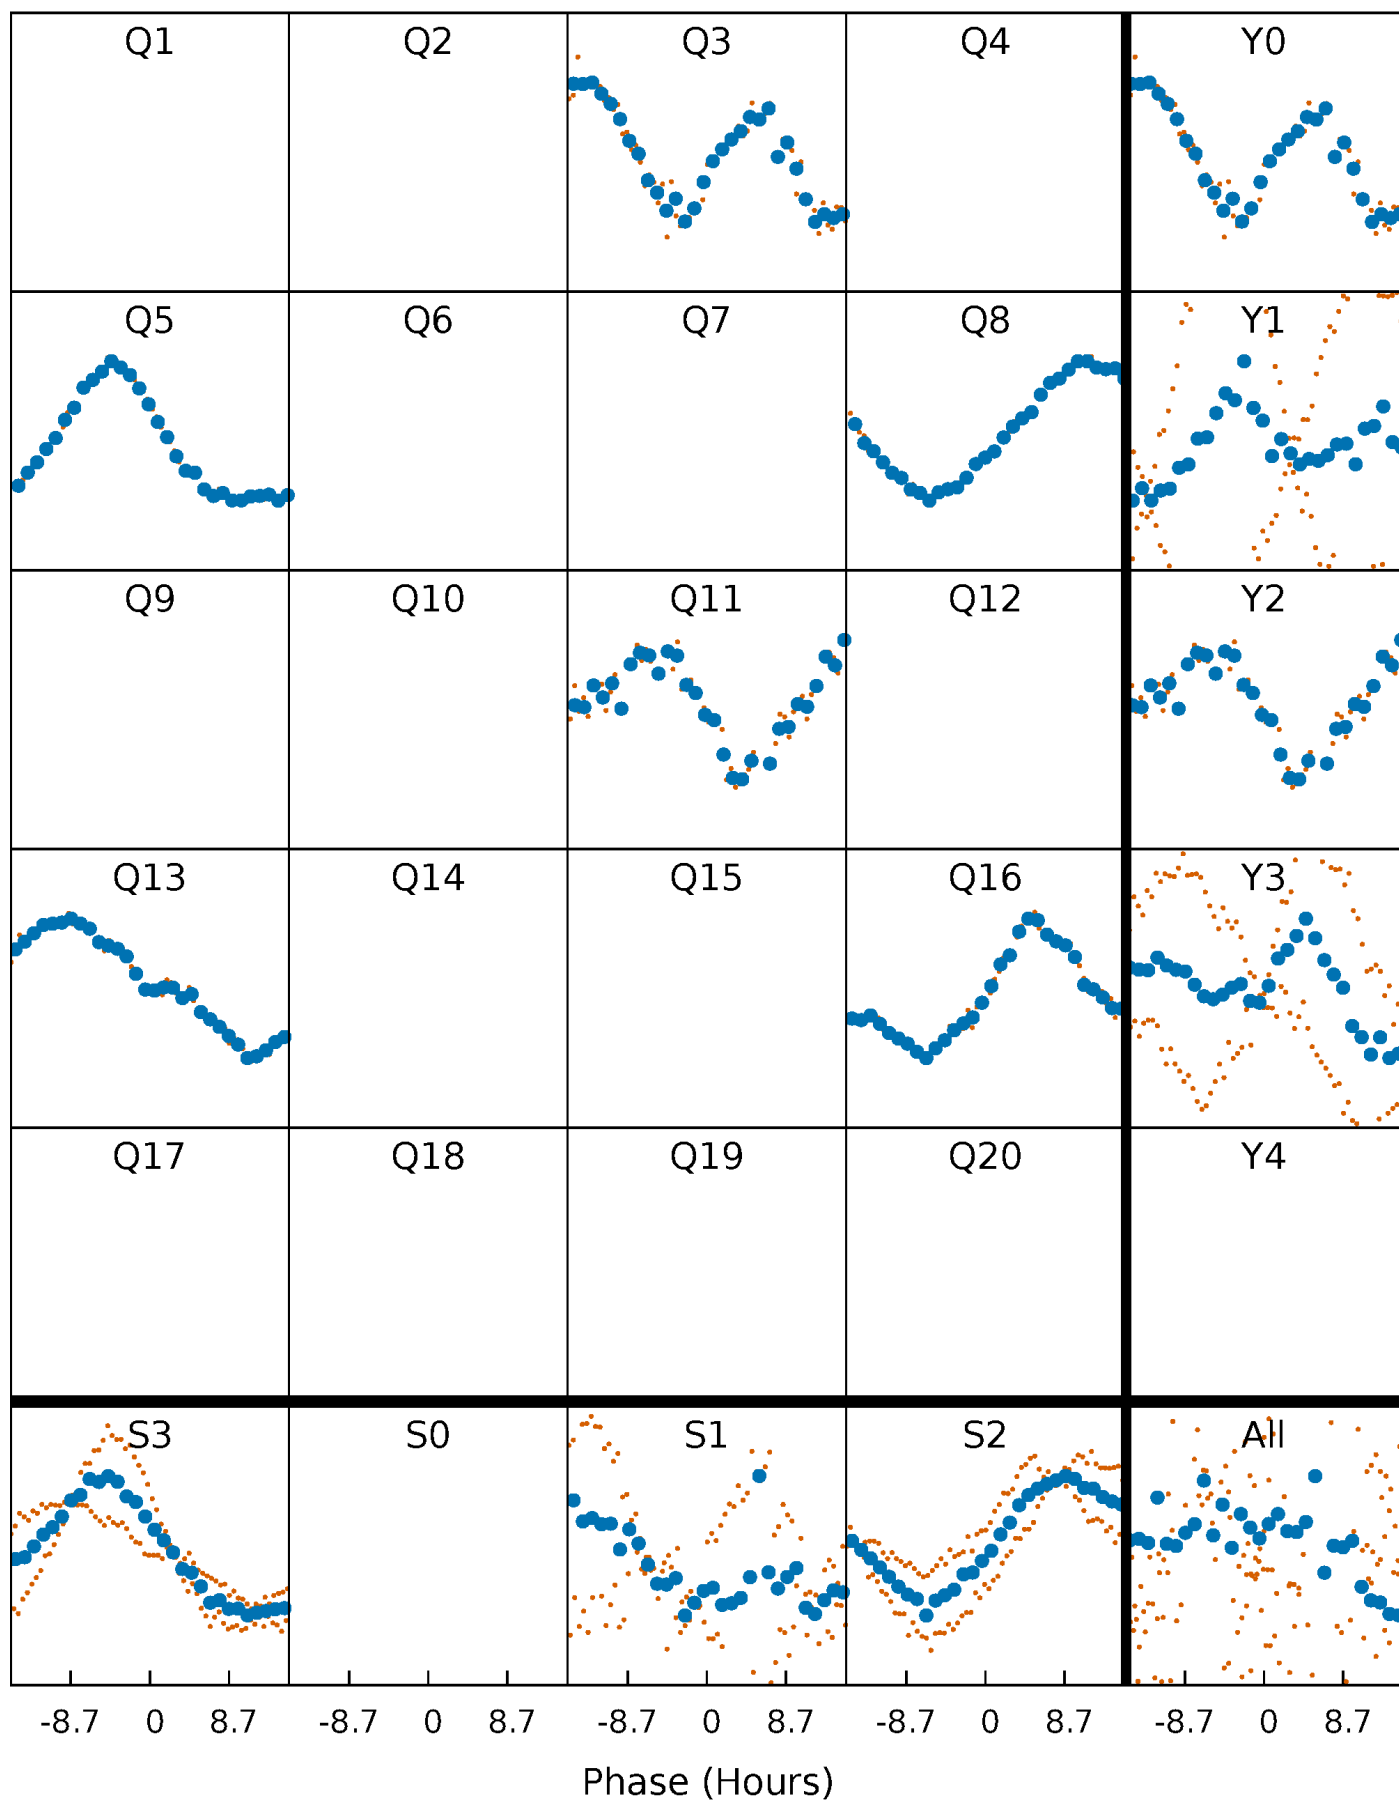 Q1 Q2 Q3 Q4 Y0
Q5 Q6 Q7 Q8 Y1
Q9 Q10 Q11 Q12 Y2
Q13 Q14 Q15 Q16 Y3
Q17 Q18 Q19 Q20 Y4
S3 S0 S1 S2 All
-8.7 0 8.7 -8.7 0 8.7 -8.7 0 8.7 -8.7 0 8.7 -8.7 0 8.7
Phase (Hours)